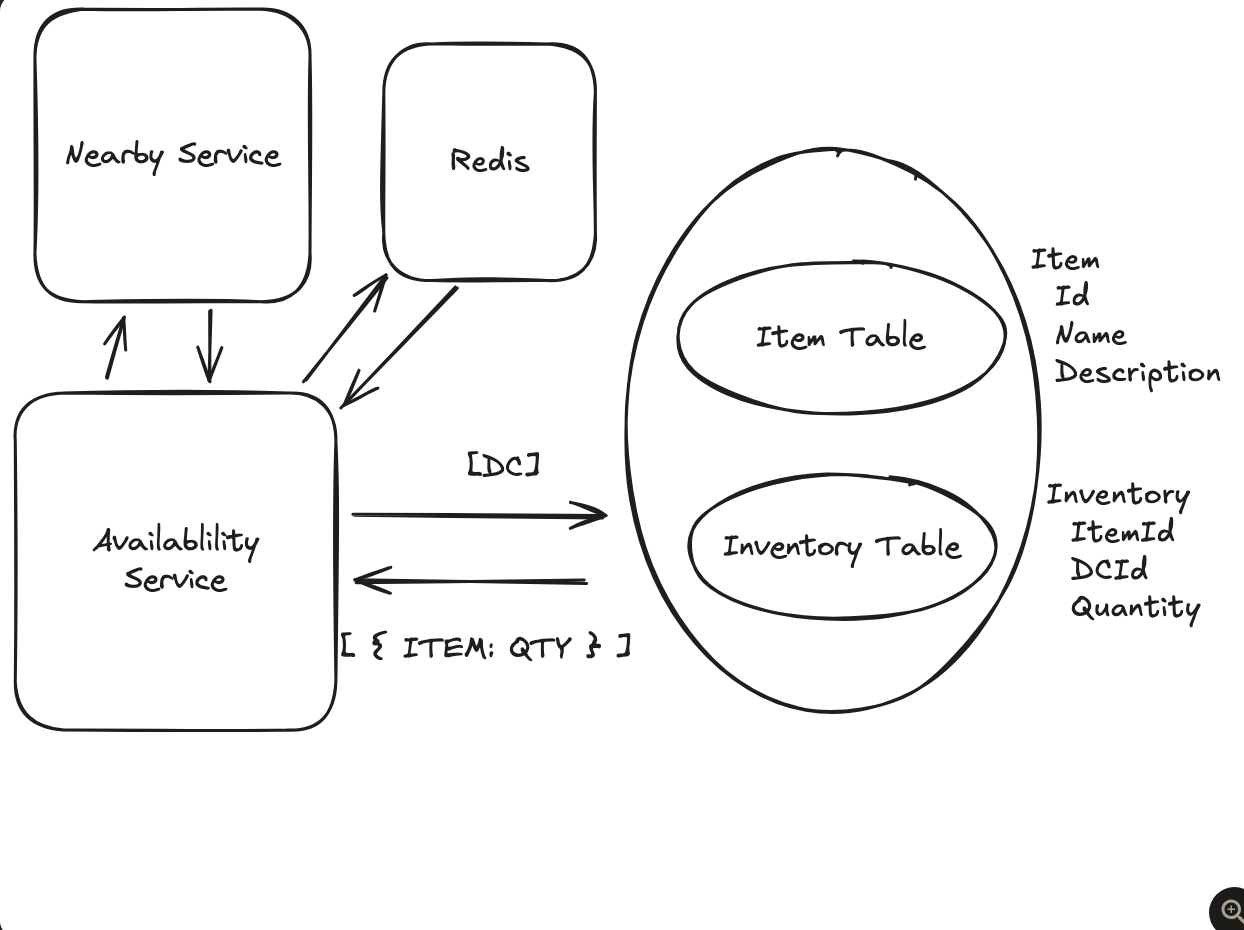 Nearby Service
Redis
Item
Id
Name
Description
Item Table
[DC]
Inventory
ItemId
DCId
Quantity
Availablility
Service
Inventory Table
[ { ITEM: QTY } ]